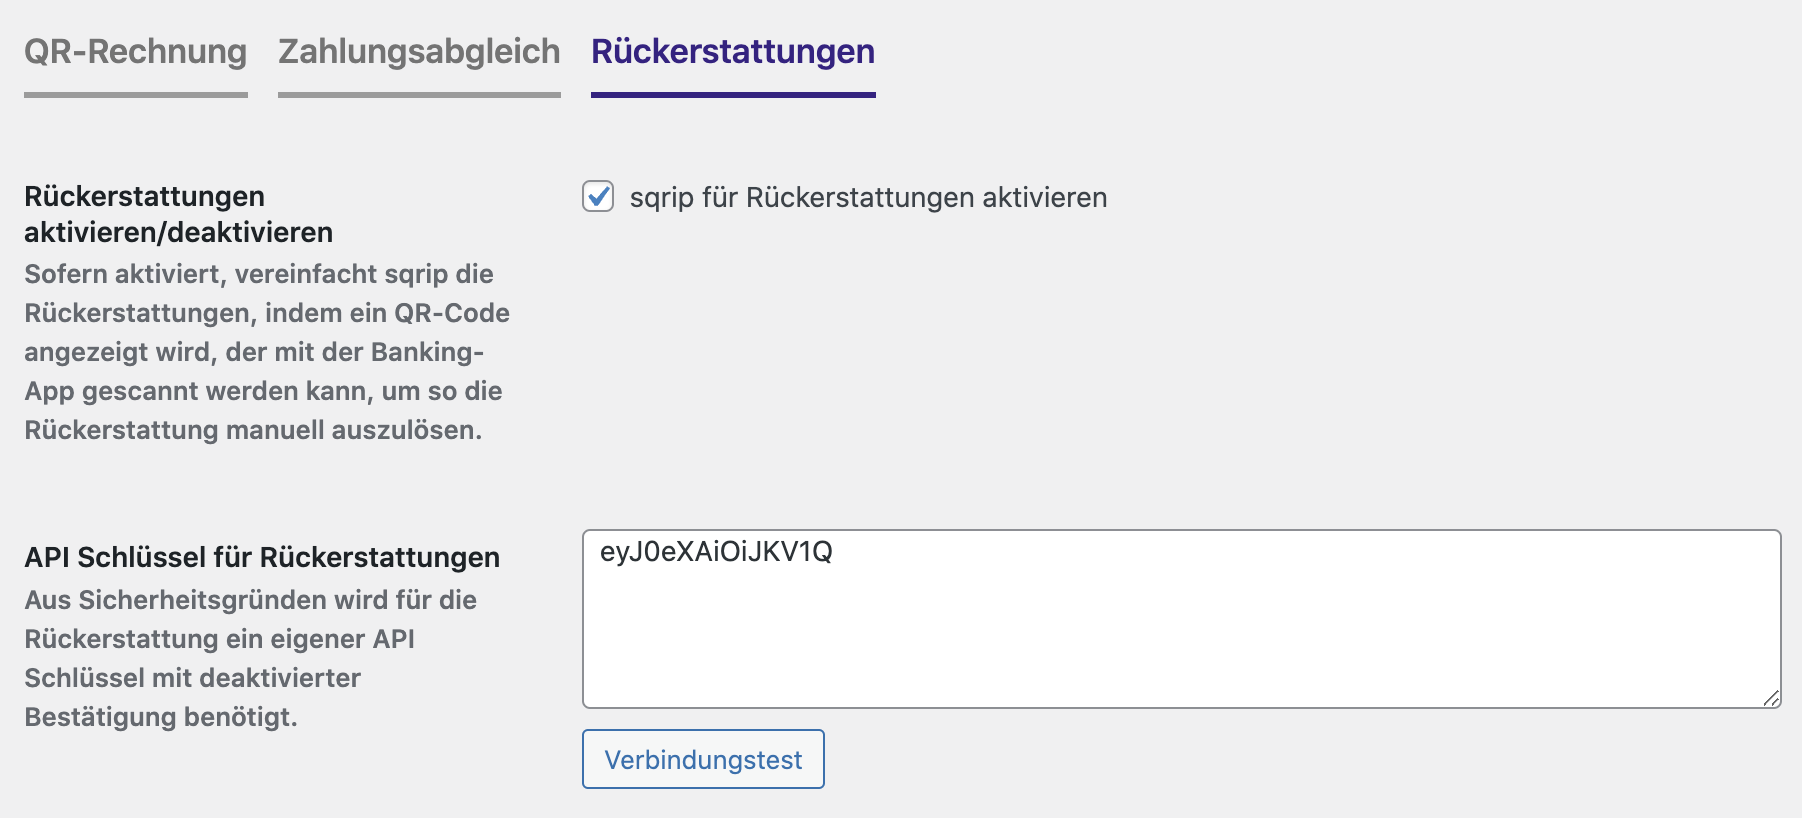 QR-Rechnung Zahlungsabgleich Rückerstattungen
Rückerstattungen
aktivieren/deaktivieren
Sofern aktiviert, vereinfacht sqrip die
Rückerstattungen, indem ein QR-Code
angezeigt wird, der mit der Banking-
App gescannt werden kann, um so die
Rückerstattung manuell auszulösen.
sqrip für Rückerstattungen aktivieren
API Schlüssel für Rückerstattungen
Aus Sicherheitsgründen wird für die
Rückerstattung ein eigener API
Schlüssel mit deaktivierter
Bestätigung benötigt.
eyJ0eXAiOiJKV1Q
Verbindungstest